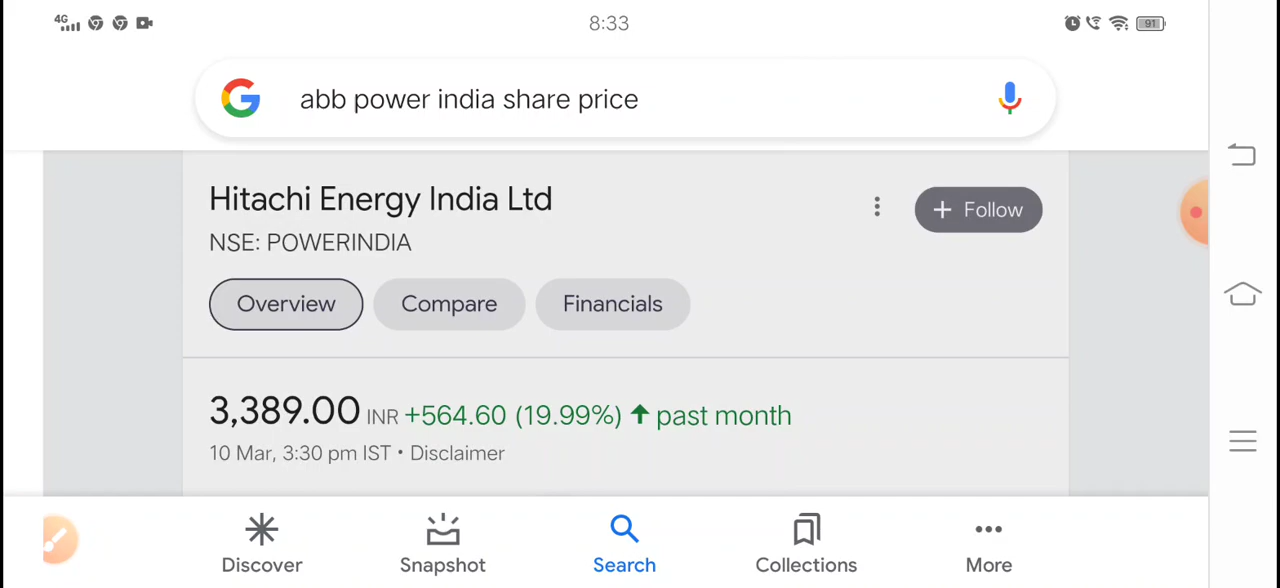 4G 8:33 91
abb power india share price
Hitachi Energy India Ltd
+ Follow
NSE: POWERINDIA
Overview Compare Financials
3,389.00 INR +564.60 (19.99%) ↑ past month
10 Mar, 3:30 pm IST • Disclaimer
Discover Snapshot Search Collections More